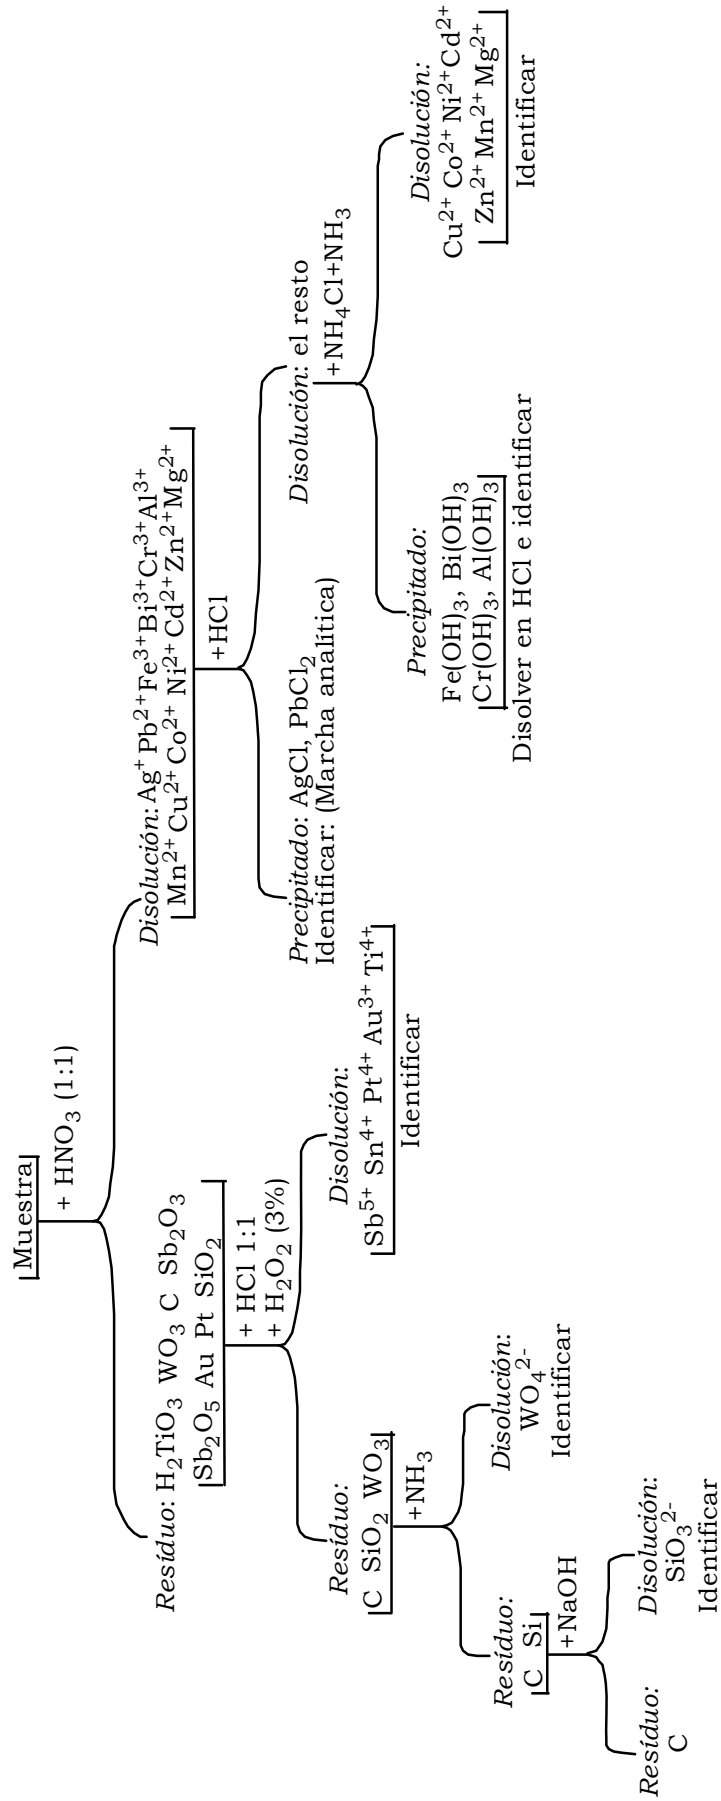 Muestra
+ HNO3 (1:1)
Resíduo: H2TiO3 WO3 C Sb2O3
Sb2O5 Au Pt SiO2
+ HCl 1:1
+ H2O2 (3%)
Resíduo:
C SiO2 WO3
+NH3
Resíduo:
C Si
+NaOH
Resíduo:
C
Disolución:
SiO3 2-
Identificar
Disolución:
WO4 2-
Identificar
Disolución:
Sb5+ Sn4+ Pt4+ Au3+ Ti4+
Identificar
Disolución: Ag+ Pb2+ Fe3+ Bi3+ Cr3+ Al3+
Mn2+ Cu2+ Co2+ Ni2+ Cd2+ Zn2+ Mg2+
+HCl
Precipitado: AgCl, PbCl2
Identificar: (Marcha analítica)
Disolución: el resto
+NH4Cl+NH3
Precipitado:
Fe(OH)3, Bi(OH)3
Cr(OH)3, Al(OH)3
Disolver en HCl e identificar
Disolución:
Cu2+ Co2+ Ni2+ Cd2+
Zn2+ Mn2+ Mg2+
Identificar